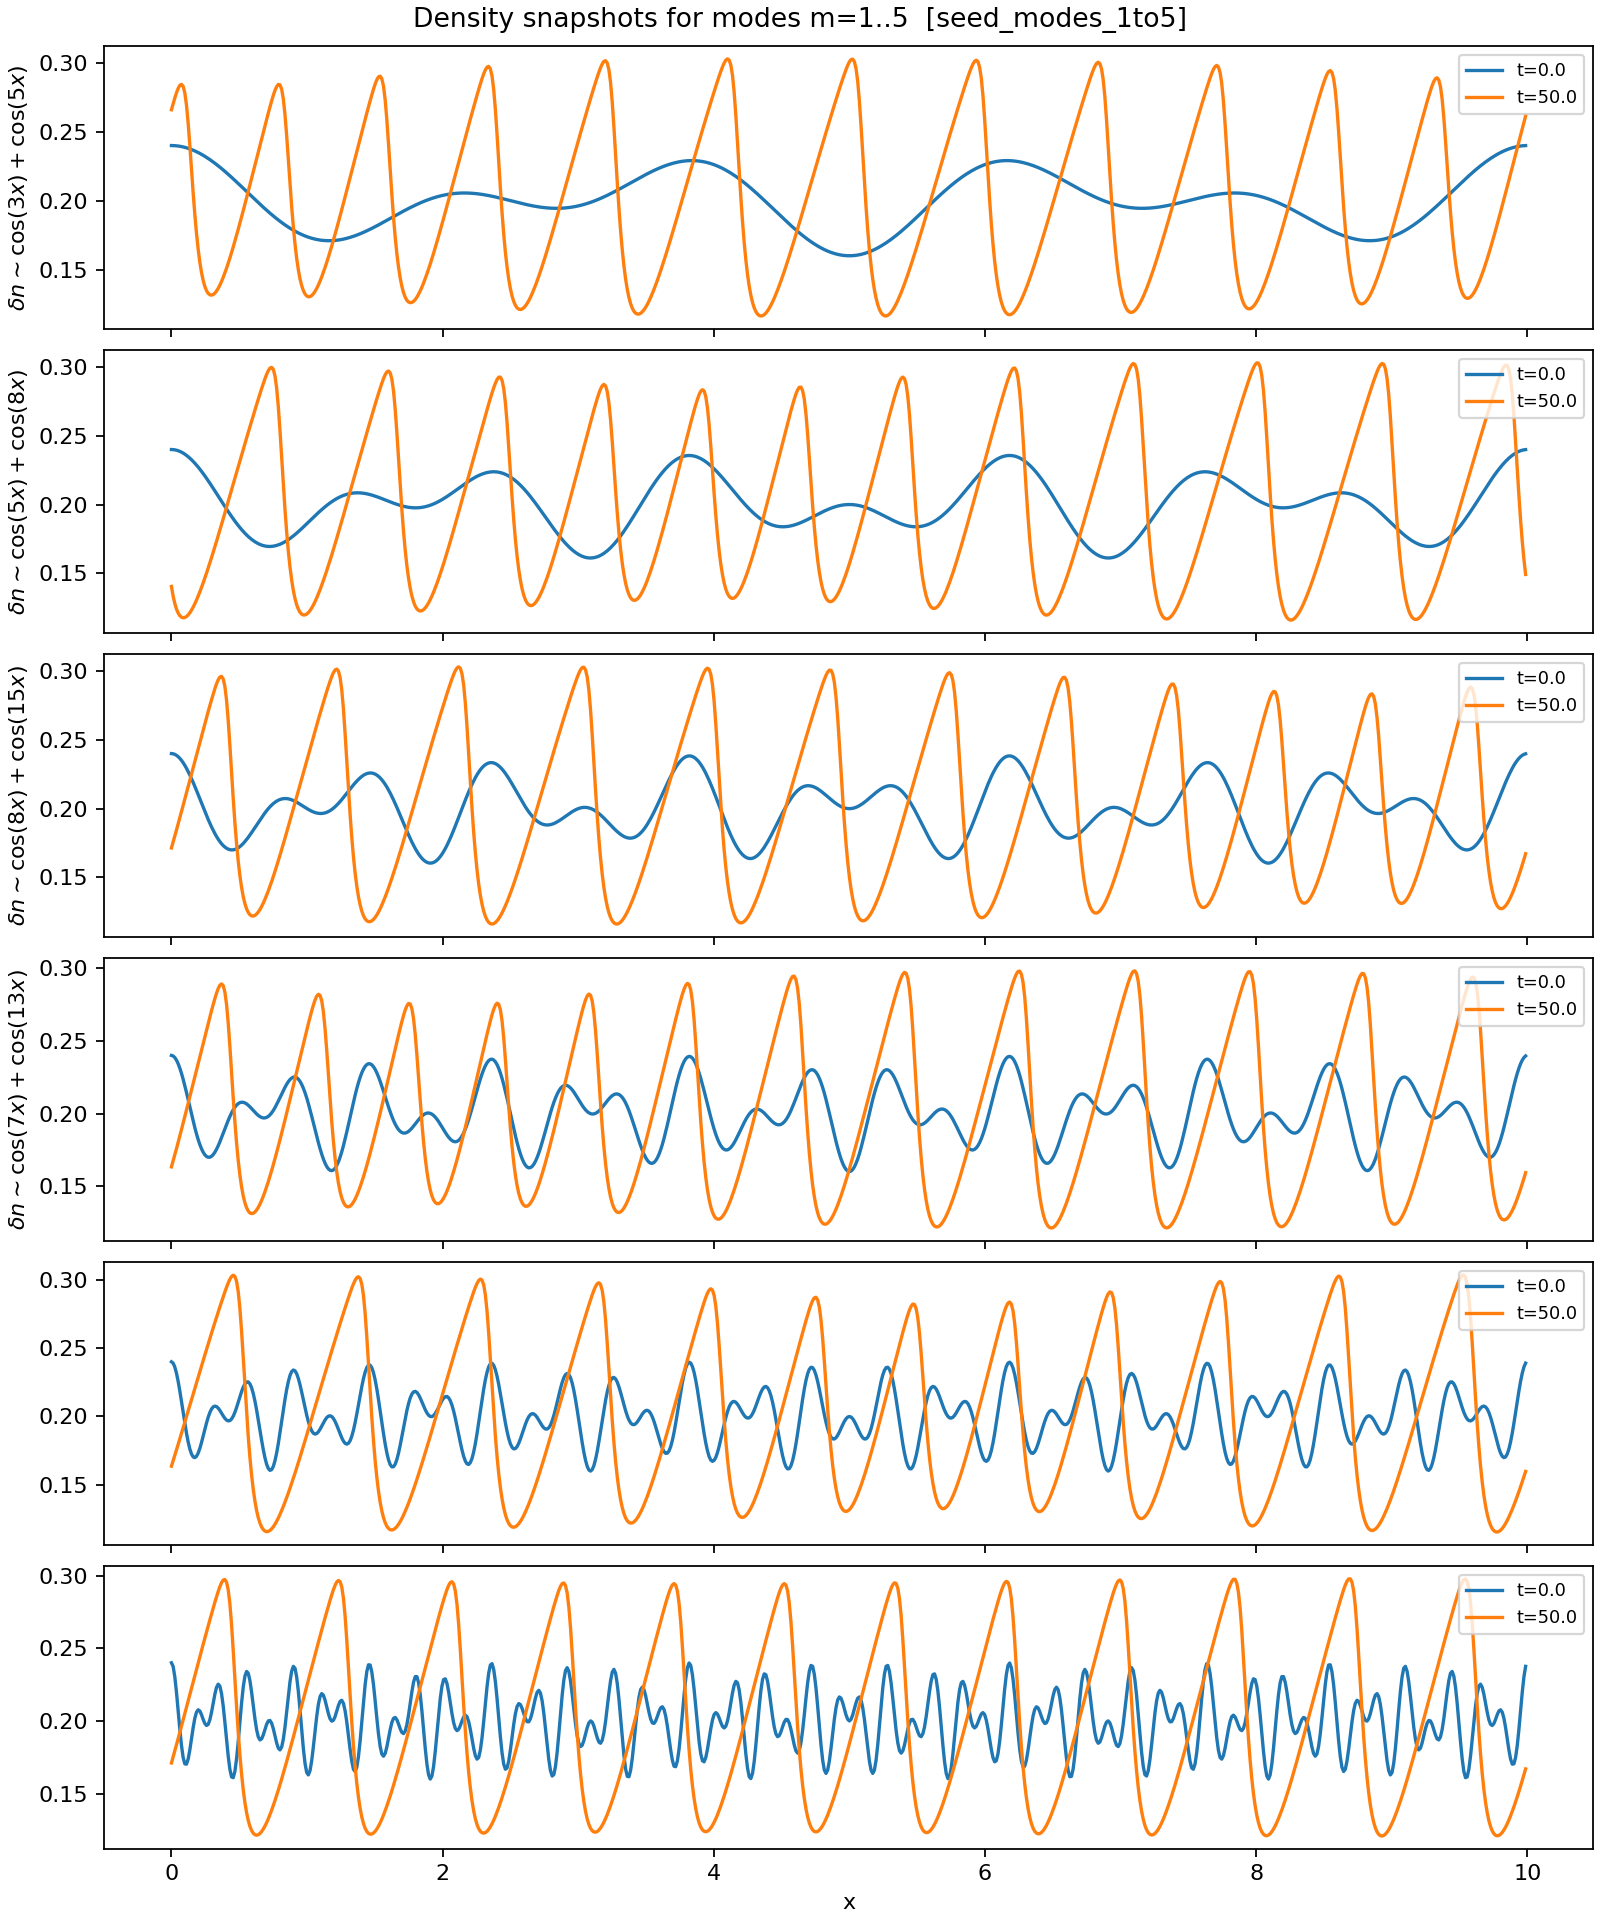 Density snapshots for modes m=1..5  [seed_modes_1to5]
δn ~ cos(3x) + cos(5x)
0.30
0.25
0.20
0.15
t=0.0
t=50.0
δn ~ cos(5x) + cos(8x)
0.30
0.25
0.20
0.15
t=0.0
t=50.0
δn ~ cos(8x) + cos(15x)
0.30
0.25
0.20
0.15
t=0.0
t=50.0
δn ~ cos(7x) + cos(13x)
0.30
0.25
0.20
0.15
t=0.0
t=50.0
0.30
0.25
0.20
0.15
t=0.0
t=50.0
0.30
0.25
0.20
0.15
t=0.0
t=50.0
0 2 4 6 8 10
x